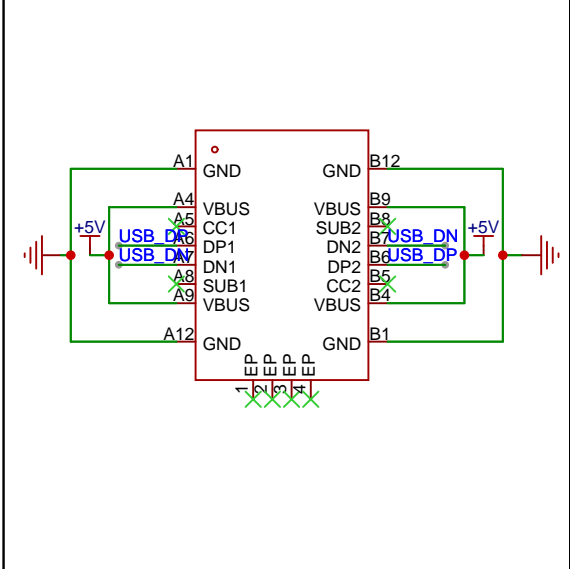 A1 GND GND B12
A4 VBUS VBUS B9
+5V A5 CC1 SUB2 B8 +5V
USB_DP A6 DP1 DN2 B7 USB_DN
USB_DN A7 DN1 DP2 B6 USB_DP
A8 SUB1 CC2 B5
A9 VBUS VBUS B4
A12 GND GND B1
EP EP EP EP
1 2 3 4